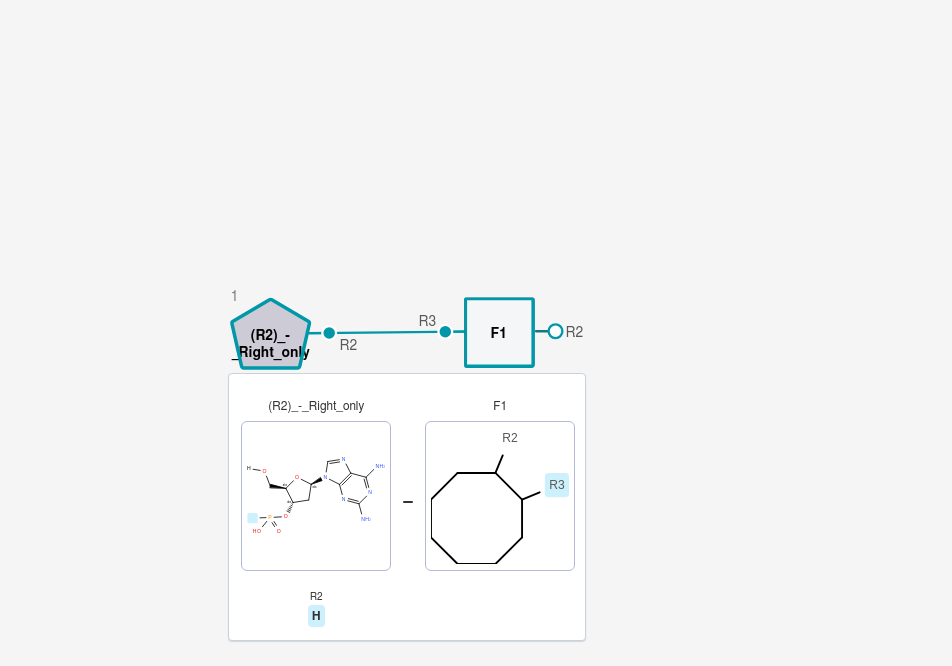 1
(R2)_-
_Right_only
R2
R3
F1
R2
(R2)_-_Right_only
F1
H
O
O
N
N
NH₂
N
N
NH₂
P
O
HO
O
R2
R3
R2
H